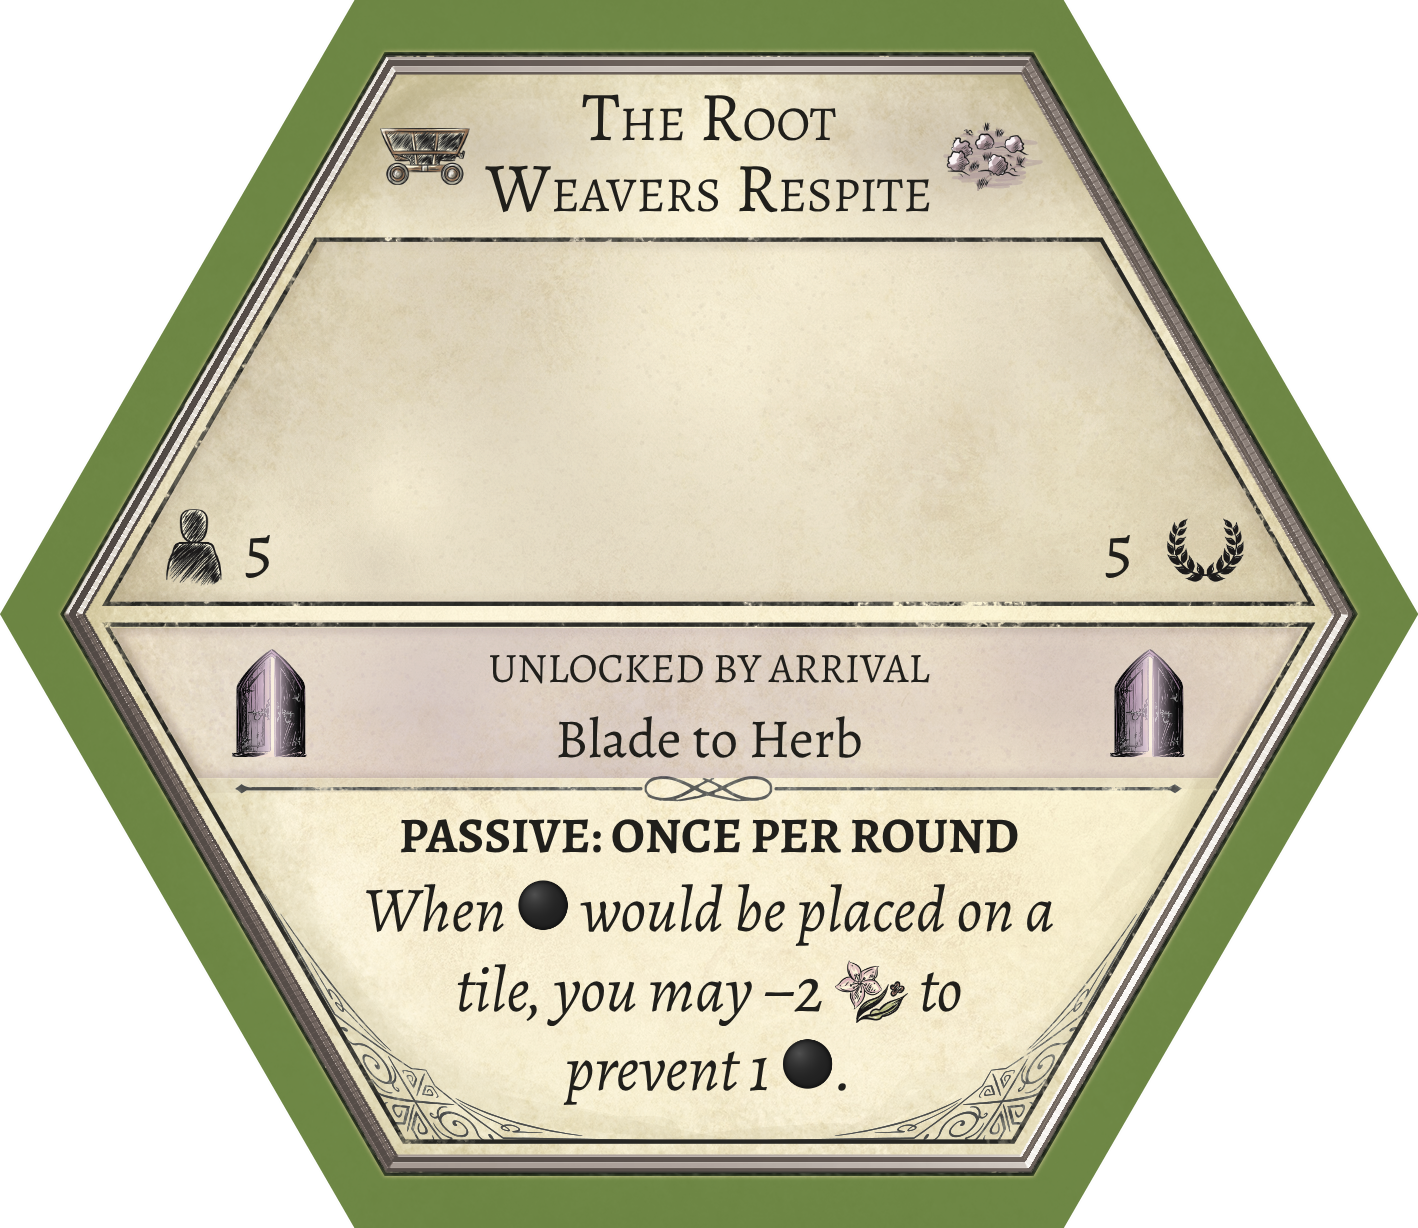 The Root
Weavers Respite
5
5
UNLOCKED BY ARRIVAL
Blade to Herb
PASSIVE: ONCE PER ROUND
When would be placed on a
tile, you may –2 to
prevent 1 .